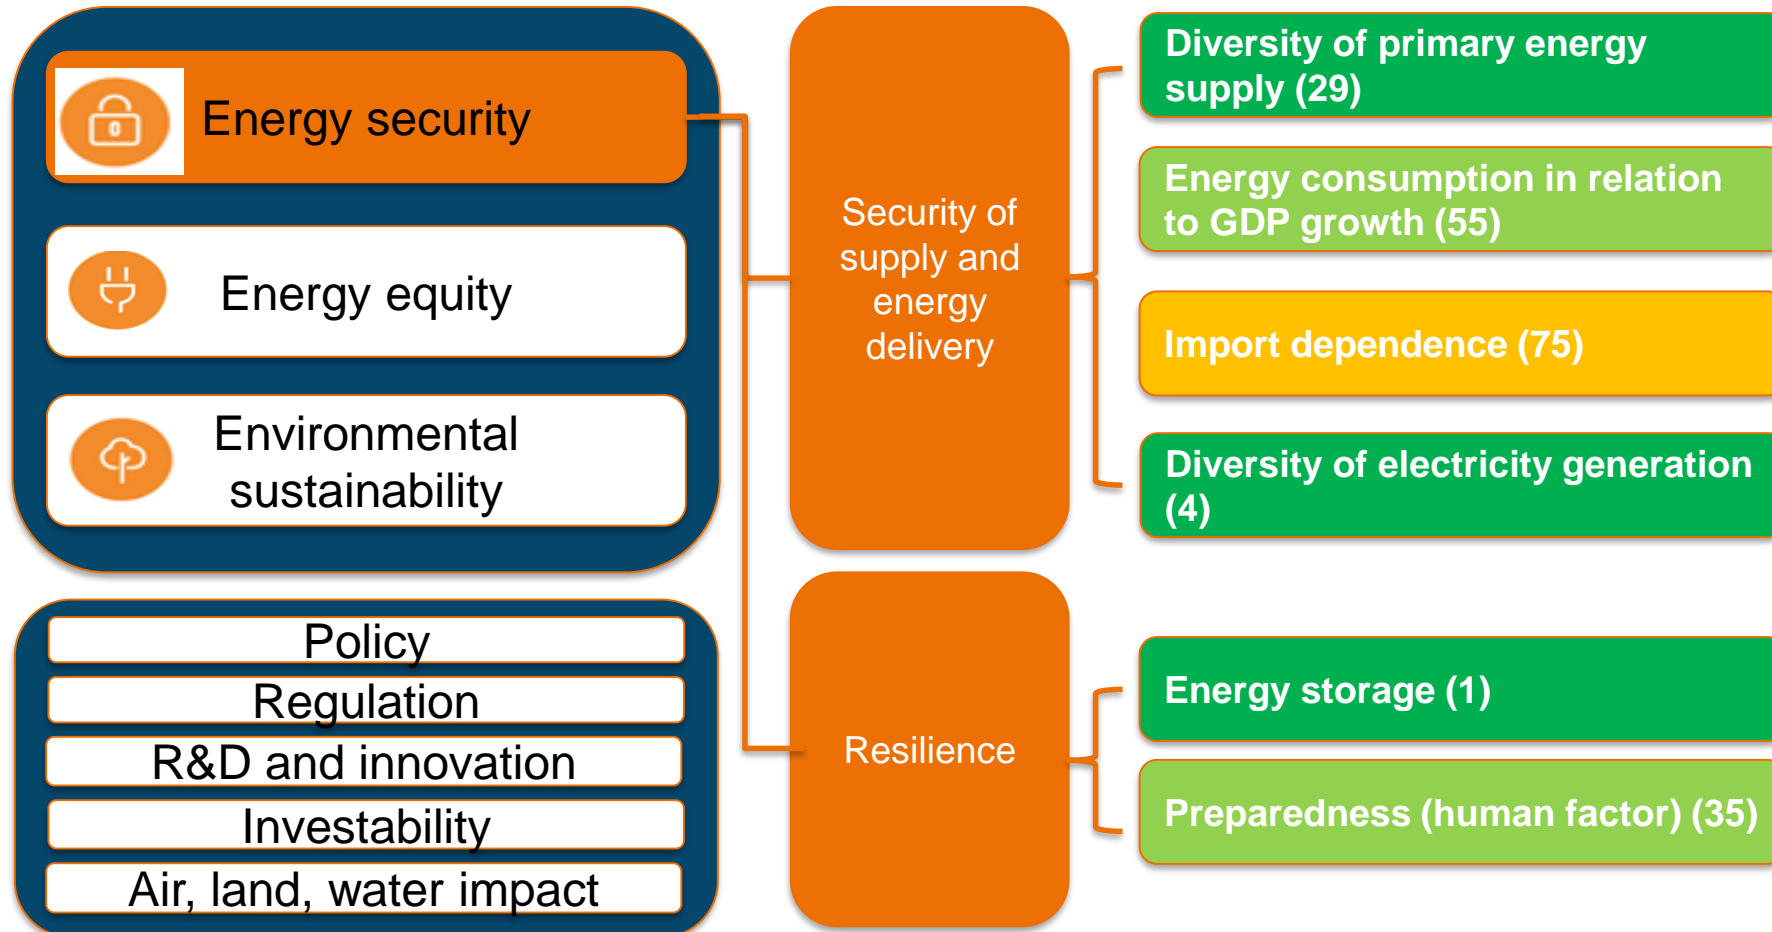 Energy security
Energy equity
Environmental
sustainability
Policy
Regulation
R&D and innovation
Investability
Air, land, water impact
Security of
supply and
energy
delivery
Resilience
Diversity of primary energy
supply (29)
Energy consumption in relation
to GDP growth (55)
Import dependence (75)
Diversity of electricity generation
(4)
Energy storage (1)
Preparedness (human factor) (35)